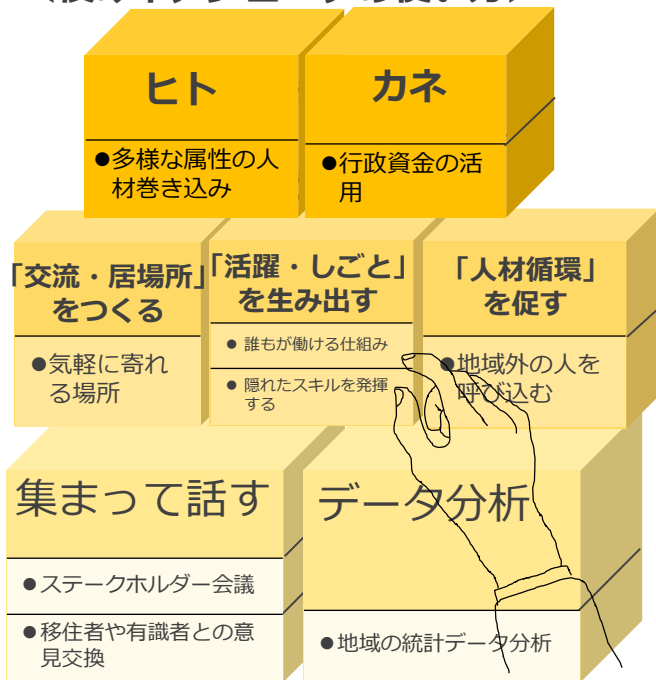 ヒト
カネ
●多様な属性の人
材巻き込み
●行政資金の活
用
「交流・居場所」
をつくる
「活躍・しごと」
を生み出す
「人材循環」
を促す
●気軽に寄れ
る場所
● 誰もが働ける仕組み
● 隠れたスキルを発揮
する
●地域外の人を
呼び込む
集まって話す
データ分析
●ステークホルダー会議
●移住者や有識者との意
見交換
●地域の統計データ分析